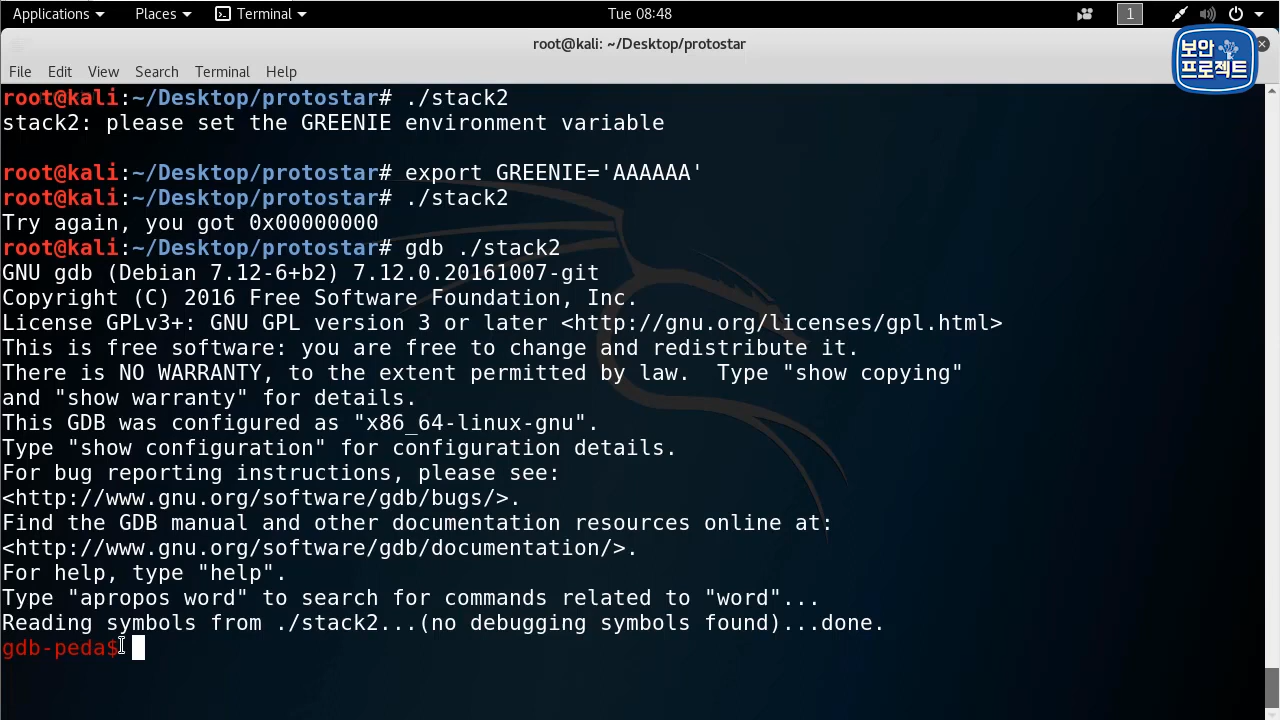 Applications Places Terminal Tue 08:48 1
root@kali: ~/Desktop/protostar
보안
프로젝트
File Edit View Search Terminal Help
root@kali:~/Desktop/protostar# ./stack2
stack2: please set the GREENIE environment variable
root@kali:~/Desktop/protostar# export GREENIE='AAAAAA'
root@kali:~/Desktop/protostar# ./stack2
Try again, you got 0x00000000
root@kali:~/Desktop/protostar# gdb ./stack2
GNU gdb (Debian 7.12-6+b2) 7.12.0.20161007-git
Copyright (C) 2016 Free Software Foundation, Inc.
License GPLv3+: GNU GPL version 3 or later <http://gnu.org/licenses/gpl.html>
This is free software: you are free to change and redistribute it.
There is NO WARRANTY, to the extent permitted by law.  Type "show copying"
and "show warranty" for details.
This GDB was configured as "x86_64-linux-gnu".
Type "show configuration" for configuration details.
For bug reporting instructions, please see:
<http://www.gnu.org/software/gdb/bugs/>.
Find the GDB manual and other documentation resources online at:
<http://www.gnu.org/software/gdb/documentation/>.
For help, type "help".
Type "apropos word" to search for commands related to "word"...
Reading symbols from ./stack2...(no debugging symbols found)...done.
gdb-peda$